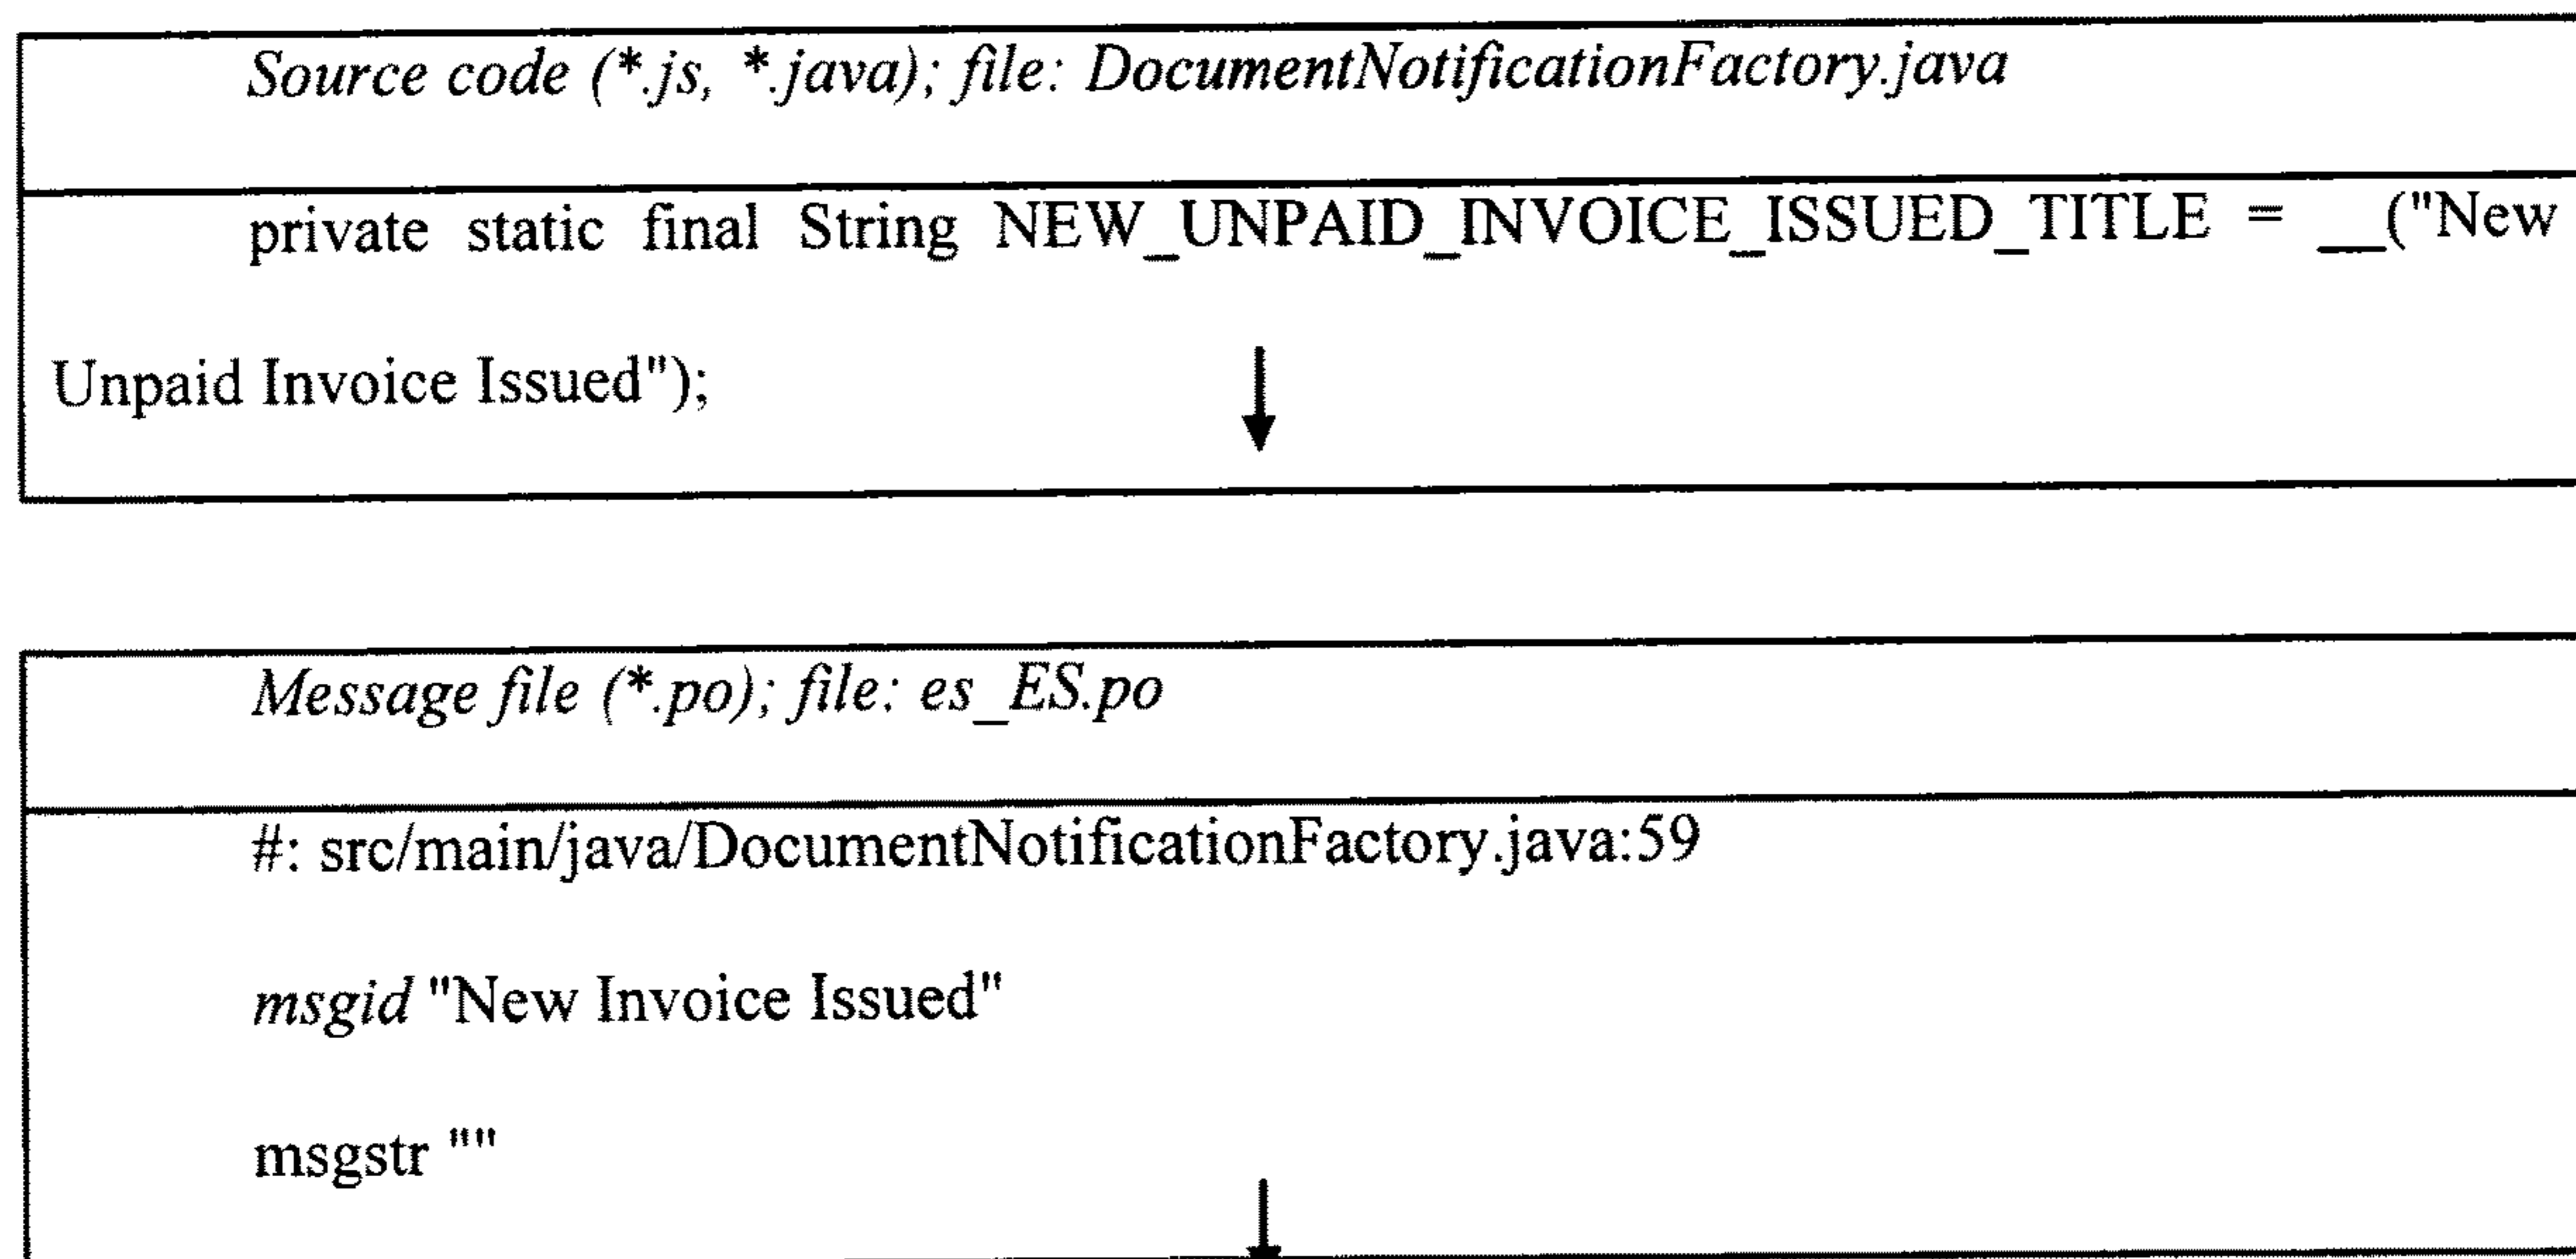 Source code (*.js, *.java); file: DocumentNotificationFactory.java
private static final String NEW_UNPAID_INVOICE_ISSUED_TITLE = __("New
Unpaid Invoice Issued");
Message file (*.po); file: es_ES.po
#: src/main/java/DocumentNotificationFactory.java:59
msgid "New Invoice Issued"
msgstr ""